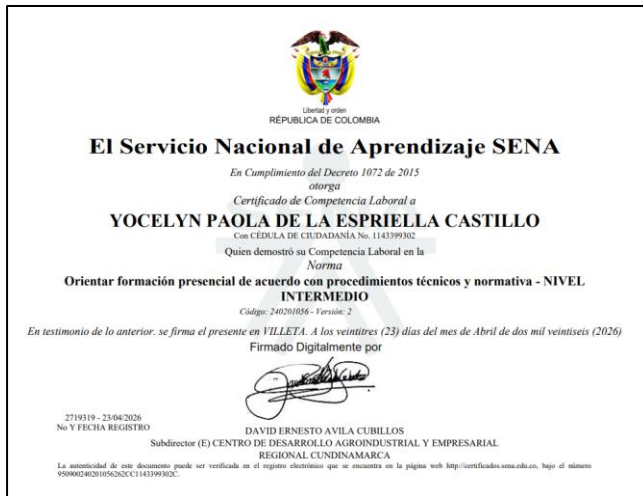 Libertad y orden
REPÚBLICA DE COLOMBIA
El Servicio Nacional de Aprendizaje SENA
En Cumplimiento del Decreto 1072 de 2015
otorga
Certificado de Competencia Laboral a
YOCELYN PAOLA DE LA ESPRIELLA CASTILLO
Con CÉDULA DE CIUDADANÍA No. 1143399302
Quien demostró su Competencia Laboral en la
Norma
Orientar formación presencial de acuerdo con procedimientos técnicos y normativa - NIVEL
INTERMEDIO
Código: 240201056 - Versión: 2
En testimonio de lo anterior. se firma el presente en VILLETA. A los veintitres (23) días del mes de Abril de dos mil veintiseis (2026)
Firmado Digitalmente por
2719319 - 23/04/2026
No Y FECHA REGISTRO
DAVID ERNESTO AVILA CUBILLOS
Subdirector (E) CENTRO DE DESARROLLO AGROINDUSTRIAL Y EMPRESARIAL
REGIONAL CUNDINAMARCA
La autenticidad de este documento puede ser verificada en el registro electrónico que se encuentra en la página web http://certificados.sena.edu.co, bajo el número
950900240201056262CC1143399302C.